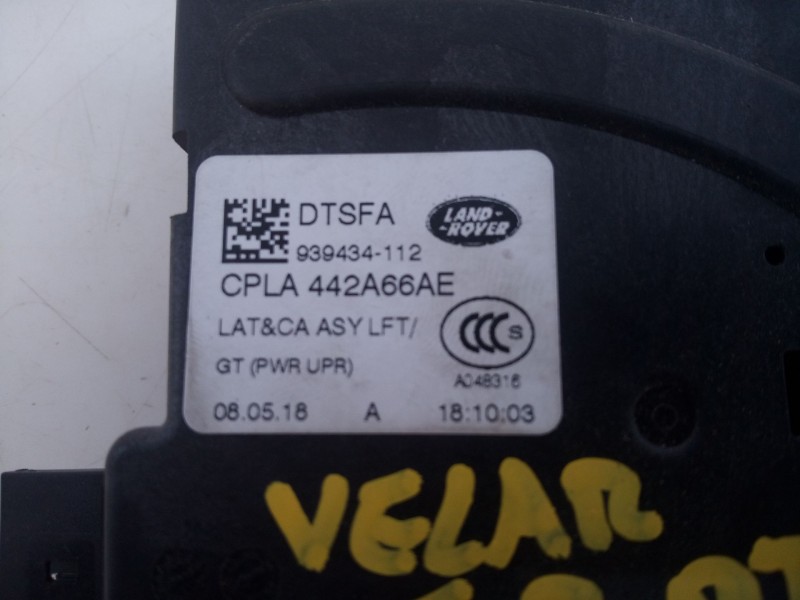 DTSFA
LAND-
-ROVER
939434-112
CPLA 442A66AE
LAT&CA ASY LFT/
GT (PWR UPR)
CCC S
A048316
08.05.18 A 18:10:03
VELAR